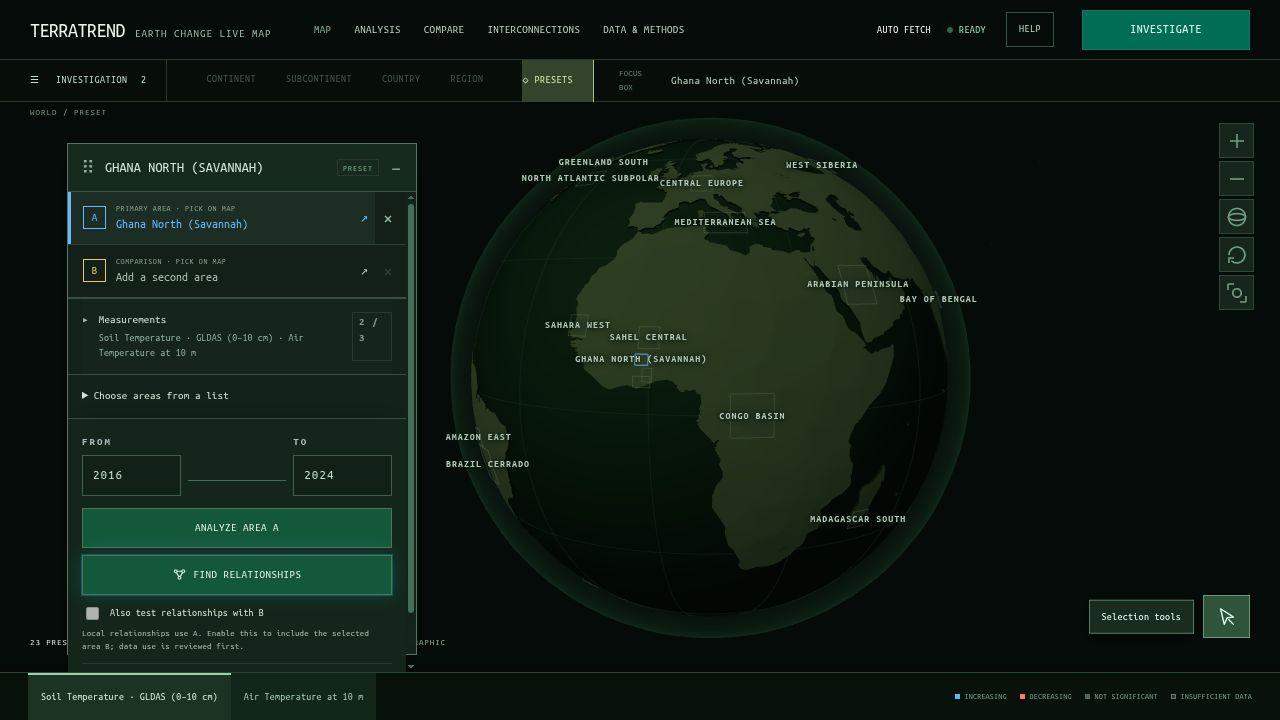 TERRATREND EARTH CHANGE LIVE MAP MAP ANALYSIS COMPARE INTERCONNECTIONS DATA & METHODS AUTO FETCH READY HELP INVESTIGATE
☰ INVESTIGATION 2 CONTINENT SUBCONTINENT COUNTRY REGION ◇ PRESETS FOCUS BOX Ghana North (Savannah)
WORLD / PRESET
GHANA NORTH (SAVANNAH) PRESET —
A PRIMARY AREA · PICK ON MAP
Ghana North (Savannah) ↗ ×
B COMPARISON · PICK ON MAP
Add a second area ↗ ×
▸ Measurements 2 / 3
Soil Temperature · GLDAS (0–10 cm) · Air
Temperature at 10 m
▶ Choose areas from a list
FROM TO
2016 2024
ANALYZE AREA A
FIND RELATIONSHIPS
Also test relationships with B
Local relationships use A. Enable this to include the selected
area B; data use is reviewed first.
GREENLAND SOUTH
WEST SIBERIA
NORTH ATLANTIC SUBPOLAR
CENTRAL EUROPE
MEDITERRANEAN SEA
ARABIAN PENINSULA
BAY OF BENGAL
SAHARA WEST
SAHEL CENTRAL
GHANA NORTH (SAVANNAH)
CONGO BASIN
AMAZON EAST
BRAZIL CERRADO
MADAGASCAR SOUTH
Selection tools
23 PRES
APHIC
Soil Temperature · GLDAS (0–10 cm) Air Temperature at 10 m INCREASING DECREASING NOT SIGNIFICANT INSUFFICIENT DATA